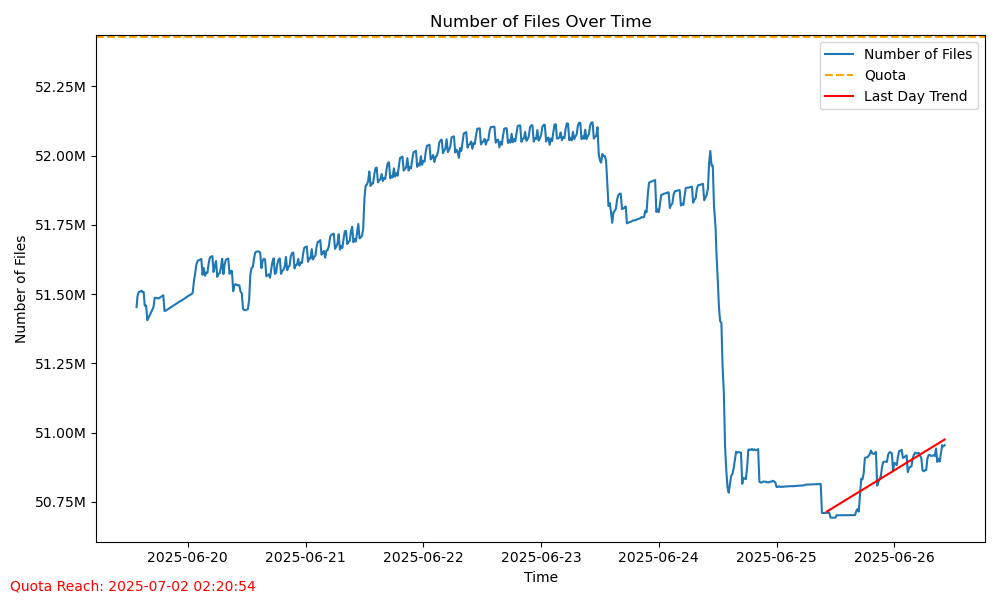 Number of Files Over Time
Number of Files
Quota
Last Day Trend
52.25M
52.00M
51.75M
51.50M
51.25M
51.00M
50.75M
Number of Files
2025-06-20
2025-06-21
2025-06-22
2025-06-23
2025-06-24
2025-06-25
2025-06-26
Time
Quota Reach: 2025-07-02 02:20:54